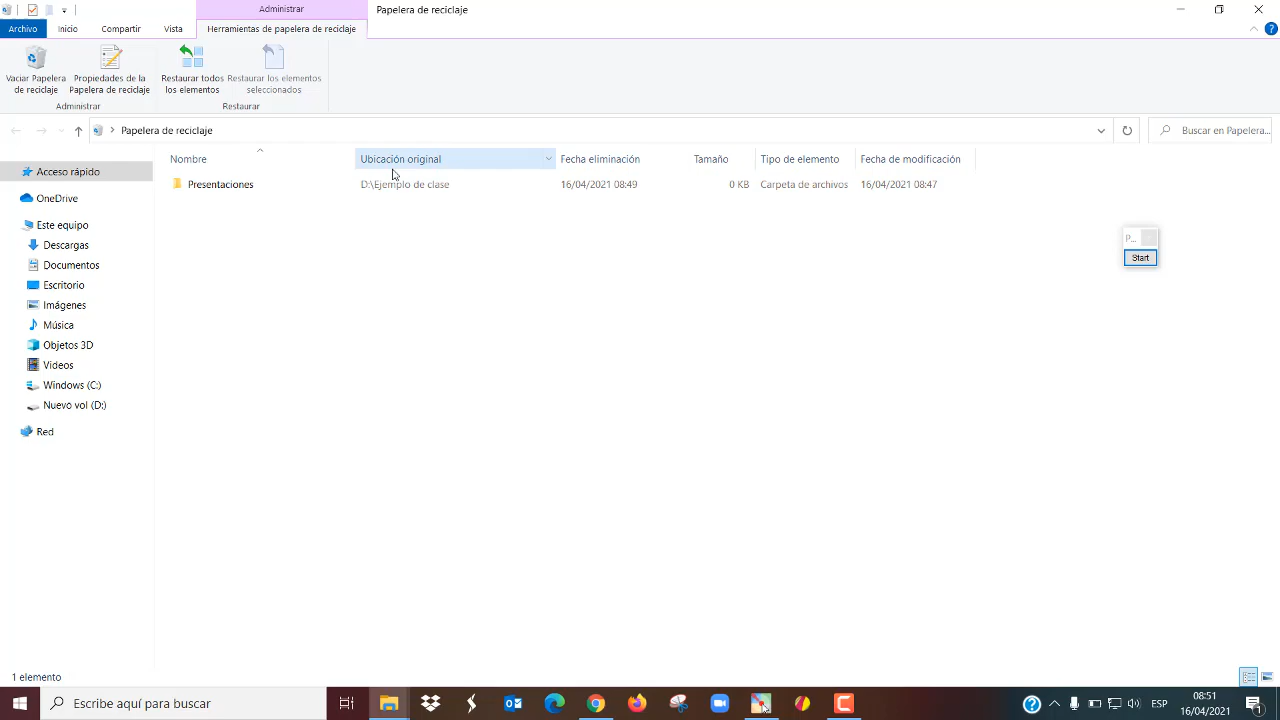 Administrar
Papelera de reciclaje
Archivo
Inicio
Compartir
Vista
Herramientas de papelera de reciclaje
Vaciar Papelera
de reciclaje
Propiedades de la
Papelera de reciclaje
Restaurar todos
los elementos
Restaurar los elementos
seleccionados
Administrar
Restaurar
Papelera de reciclaje
Buscar en Papelera...
Nombre
Ubicación original
Fecha eliminación
Tamaño
Tipo de elemento
Fecha de modificación
Presentaciones
D:\Ejemplo de clase
16/04/2021 08:49
0 KB
Carpeta de archivos
16/04/2021 08:47
Acceso rápido
OneDrive
Este equipo
Descargas
Documentos
Escritorio
Imágenes
Música
Objetos 3D
Videos
Windows (C:)
Nuevo vol (D:)
Red
P...
Start
1 elemento
Escribe aquí para buscar
ESP
08:51
16/04/2021